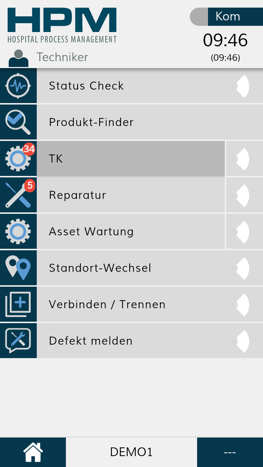 HPM
HOSPITAL PROCESS MANAGEMENT
Kom
09:46
Techniker
(09:46)
Status Check
Produkt-Finder
34
TK
5
Reparatur
Asset Wartung
Standort-Wechsel
Verbinden / Trennen
Defekt melden
DEMO1
---